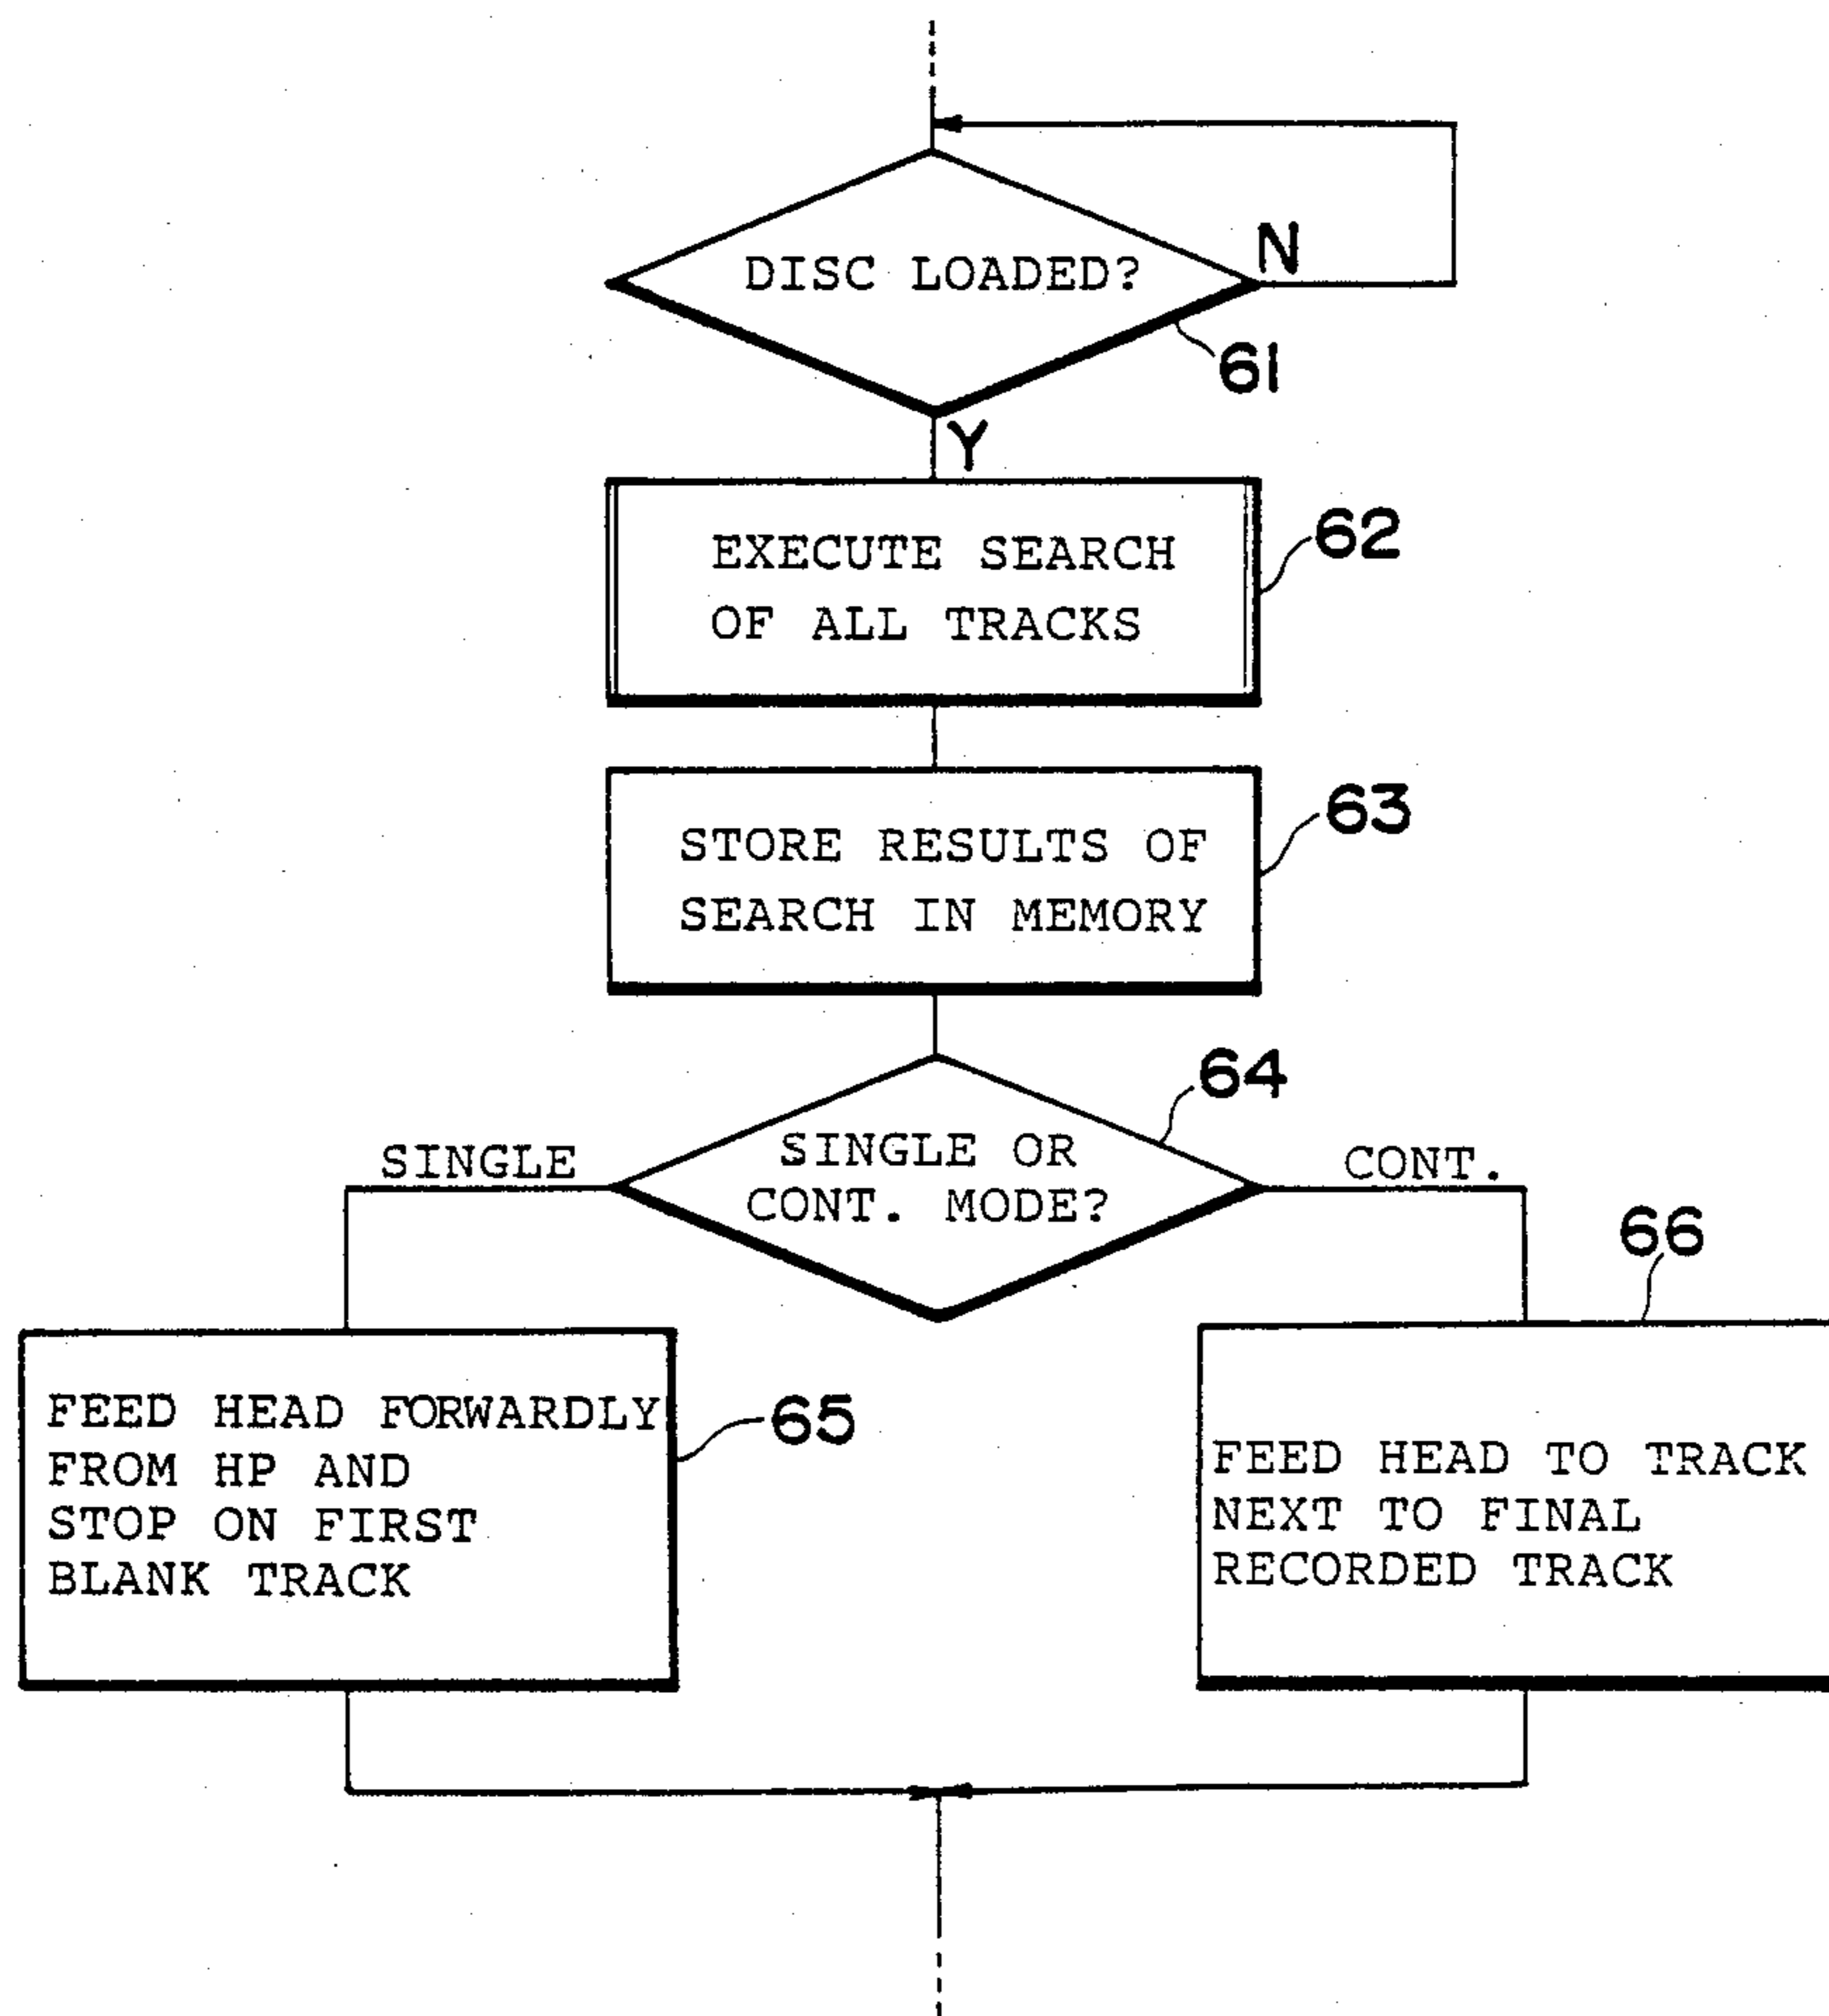 DISC LOADED?
N
61
Y
EXECUTE SEARCH
OF ALL TRACKS
62
STORE RESULTS OF
SEARCH IN MEMORY
63
64
SINGLE OR
CONT. MODE?
SINGLE
CONT.
66
FEED HEAD FORWARDLY
FROM HP AND
STOP ON FIRST
BLANK TRACK
65
FEED HEAD TO TRACK
NEXT TO FINAL
RECORDED TRACK